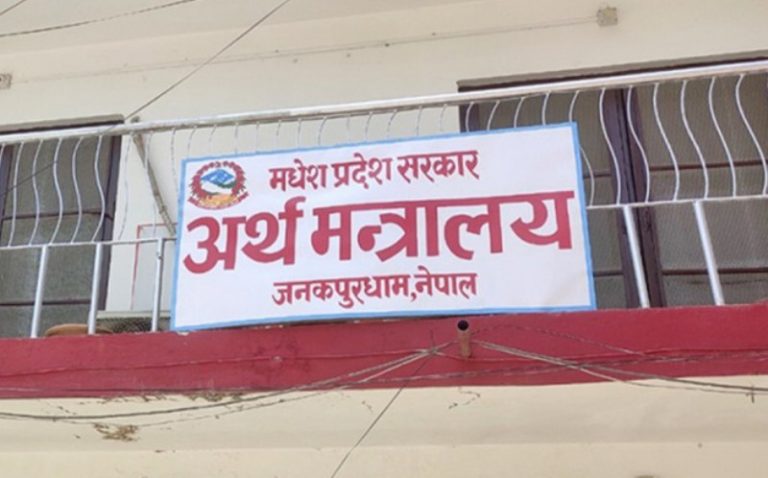 मधेश प्रदेश सरकार
अर्थ मन्त्रालय
जनकपुरधाम,नेपाल